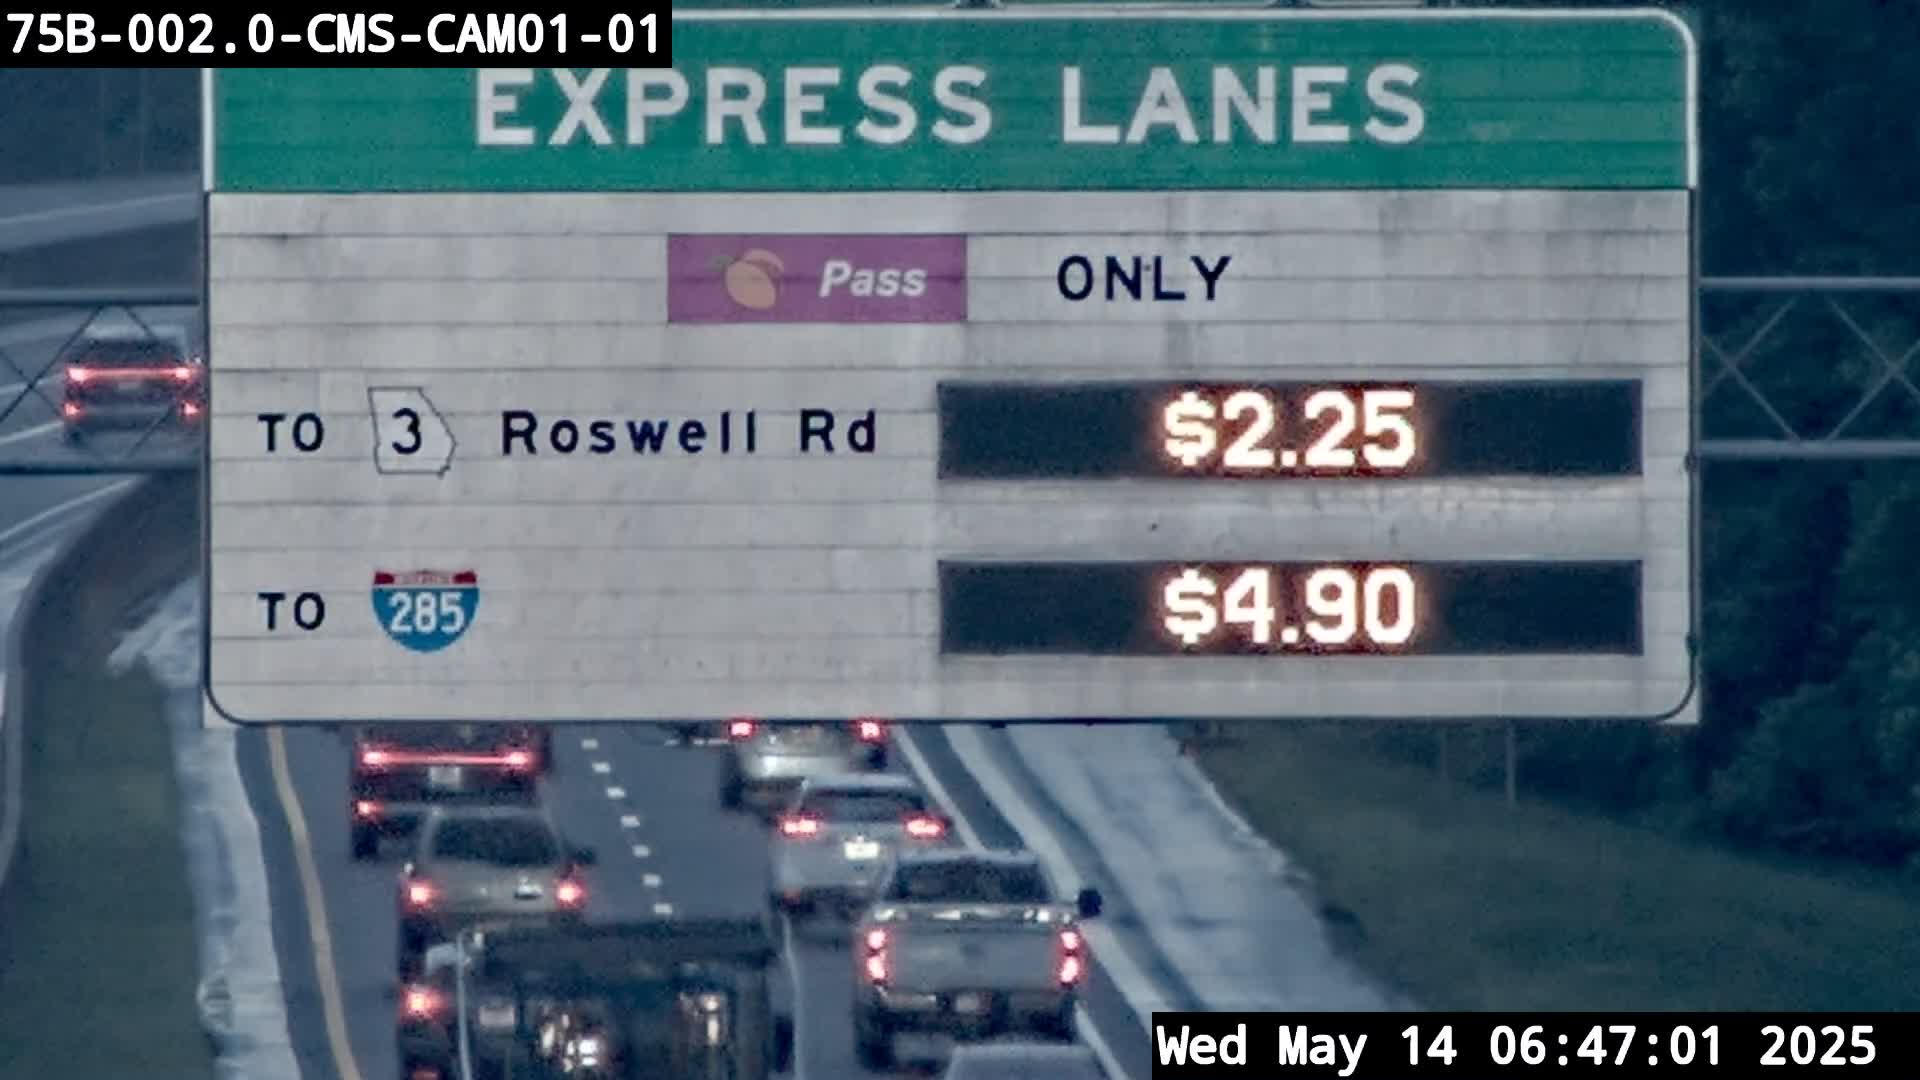 75B-002.0-CMS-CAM01-01
EXPRESS LANES
Pass ONLY
TO 3 Roswell Rd $2.25
TO 285 $4.90
Wed May 14 06:47:01 2025